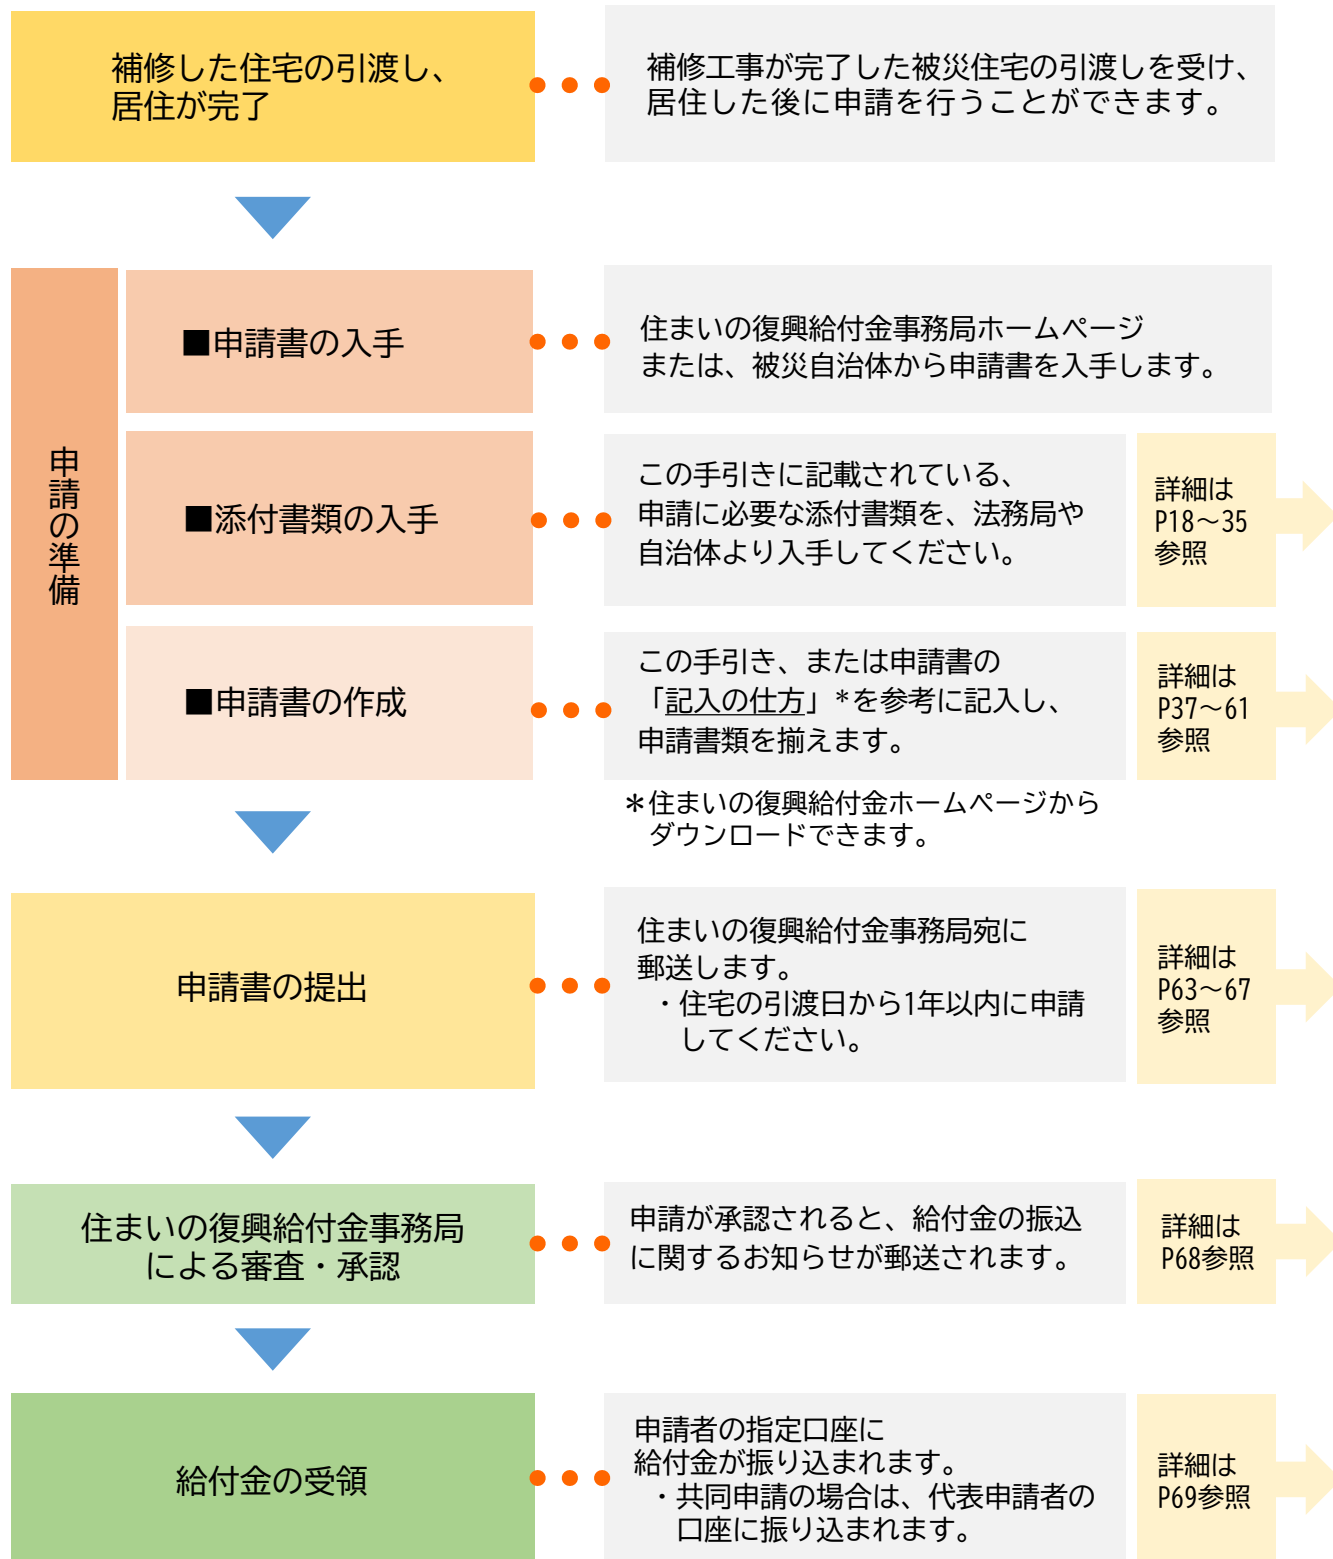 補修した住宅の引渡し、
居住が完了
補修工事が完了した被災住宅の引渡しを受け、
居住した後に申請を行うことができます。
申請の準備
■申請書の入手
住まいの復興給付金事務局ホームページ
または、被災自治体から申請書を入手します。
■添付書類の入手
この手引きに記載されている、
申請に必要な添付書類を、法務局や
自治体より入手してください。
詳細は
P18～35
参照
■申請書の作成
この手引き、または申請書の
「記入の仕方」*を参考に記入し、
申請書類を揃えます。
詳細は
P37～61
参照
＊住まいの復興給付金ホームページから
ダウンロードできます。
申請書の提出
住まいの復興給付金事務局宛に
郵送します。
・住宅の引渡日から1年以内に申請
してください。
詳細は
P63～67
参照
住まいの復興給付金事務局
による審査・承認
申請が承認されると、給付金の振込
に関するお知らせが郵送されます。
詳細は
P68参照
給付金の受領
申請者の指定口座に
給付金が振り込まれます。
・共同申請の場合は、代表申請者の
口座に振り込まれます。
詳細は
P69参照